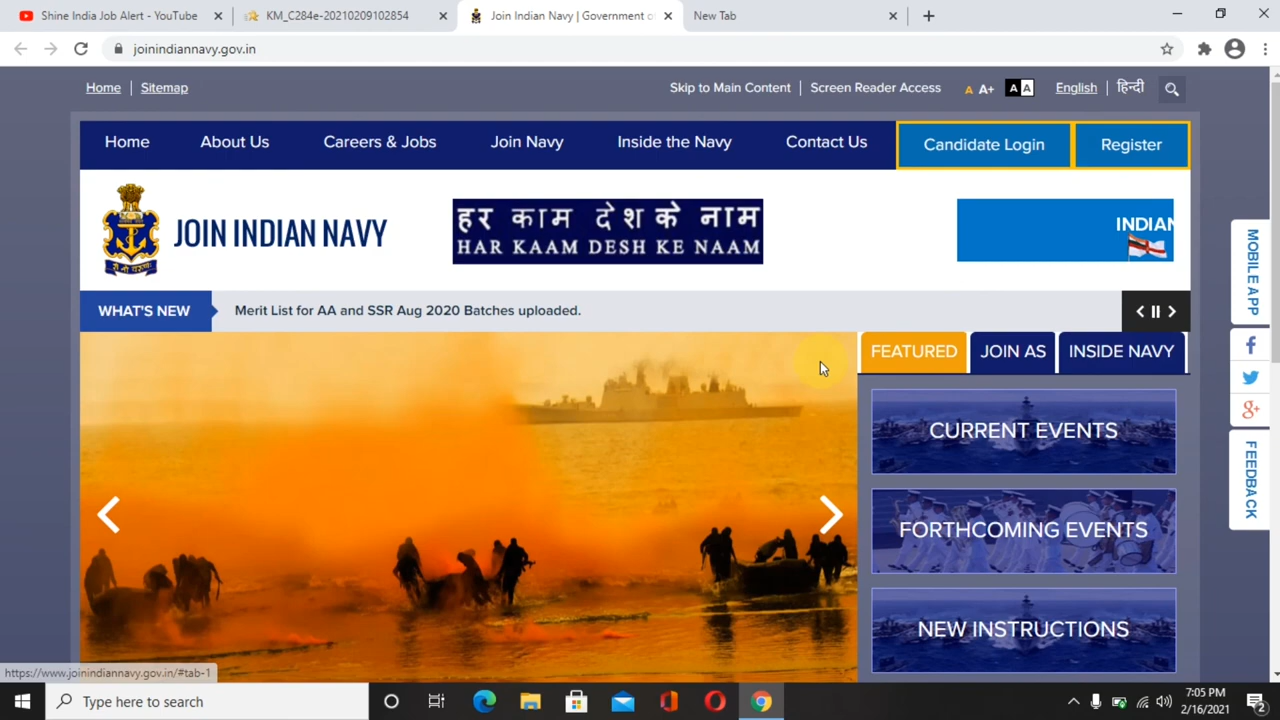 Shine India Job Alert - YouTube
KM_C284e-20210209102854
Join Indian Navy | Government o
New Tab
joinindiannavy.gov.in
Home | Sitemap
Skip to Main Content | Screen Reader Access
A A+ A A English | हिन्दी
Home About Us Careers & Jobs Join Navy Inside the Navy Contact Us Candidate Login Register
JOIN INDIAN NAVY
हर काम देश के नाम
HAR KAAM DESH KE NAAM
INDIAN
WHAT'S NEW Merit List for AA and SSR Aug 2020 Batches uploaded.
FEATURED JOIN AS INSIDE NAVY
CURRENT EVENTS
FORTHCOMING EVENTS
NEW INSTRUCTIONS
MOBILE APP
FEEDBACK
https://www.joinindiannavy.gov.in/#tab-1
Type here to search
7:05 PM
2/16/2021
2